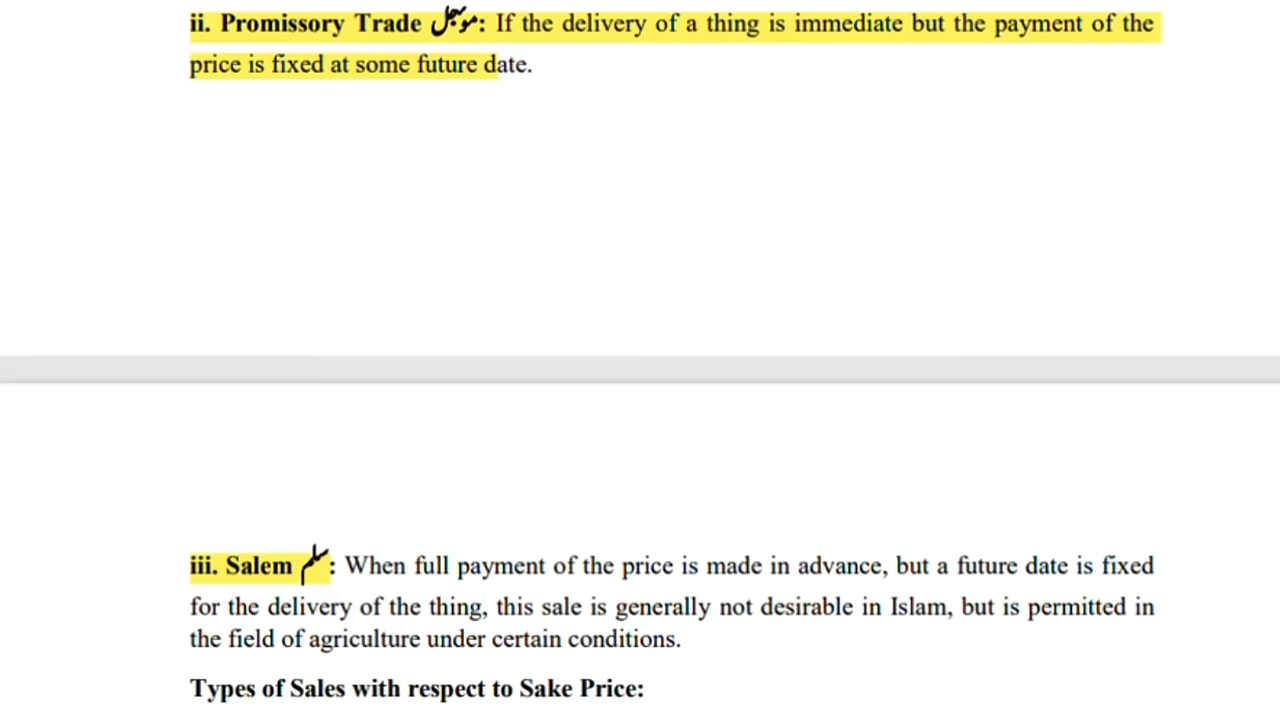 ii. Promissory Trade موجل: If the delivery of a thing is immediate but the payment of the
price is fixed at some future date.
iii. Salem سلم: When full payment of the price is made in advance, but a future date is fixed
for the delivery of the thing, this sale is generally not desirable in Islam, but is permitted in
the field of agriculture under certain conditions.
Types of Sales with respect to Sake Price: